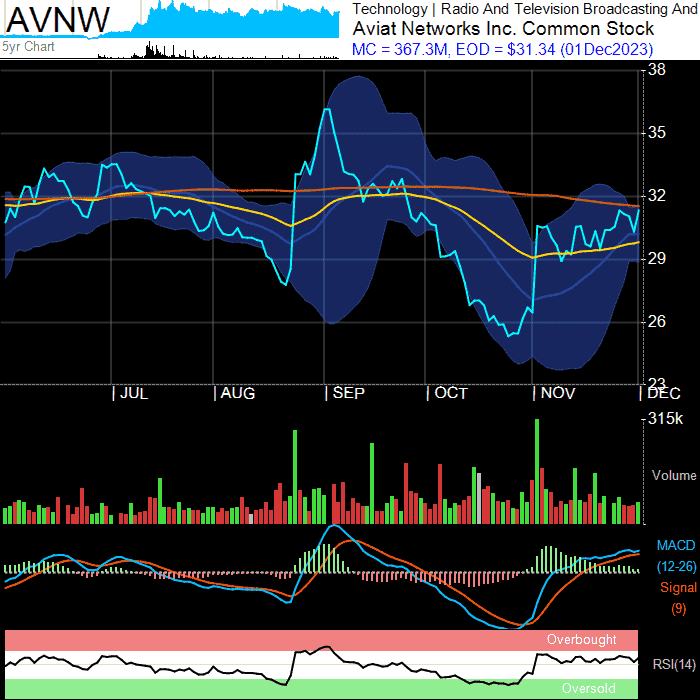 AVNW
5yr Chart
Technology | Radio And Television Broadcasting And
Aviat Networks Inc. Common Stock
MC = 367.3M, EOD = $31.34 (01Dec2023)
38
35
32
29
26
23
JUL
AUG
SEP
OCT
NOV
DEC
315k
Volume
MACD
(12-26)
Signal
(9)
Overbought
RSI(14)
Oversold